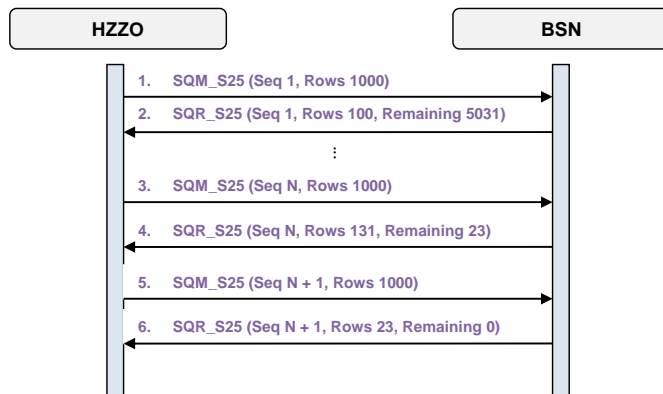 HZZO
BSN
1. SQM_S25 (Seq 1, Rows 1000)
2. SQR_S25 (Seq 1, Rows 100, Remaining 5031)
⋮
3. SQM_S25 (Seq N, Rows 1000)
4. SQR_S25 (Seq N, Rows 131, Remaining 23)
5. SQM_S25 (Seq N + 1, Rows 1000)
6. SQR_S25 (Seq N + 1, Rows 23, Remaining 0)